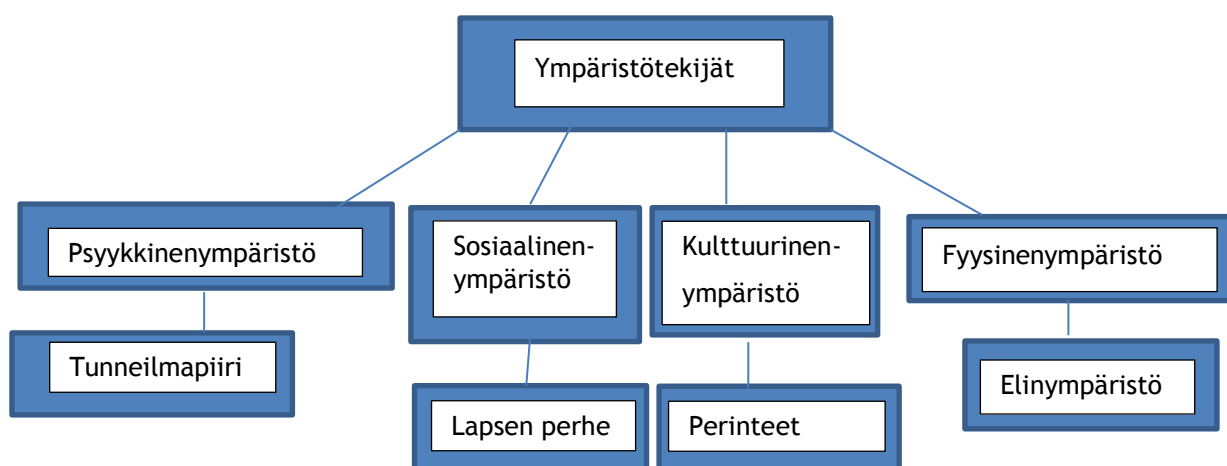 Ympäristötekijät
Psyykkinenympäristö
Sosiaalinen-
ympäristö
Kulttuurinen-
ympäristö
Fyysinenympäristö
Tunneilmapiiri
Lapsen perhe
Perinteet
Elinympäristö